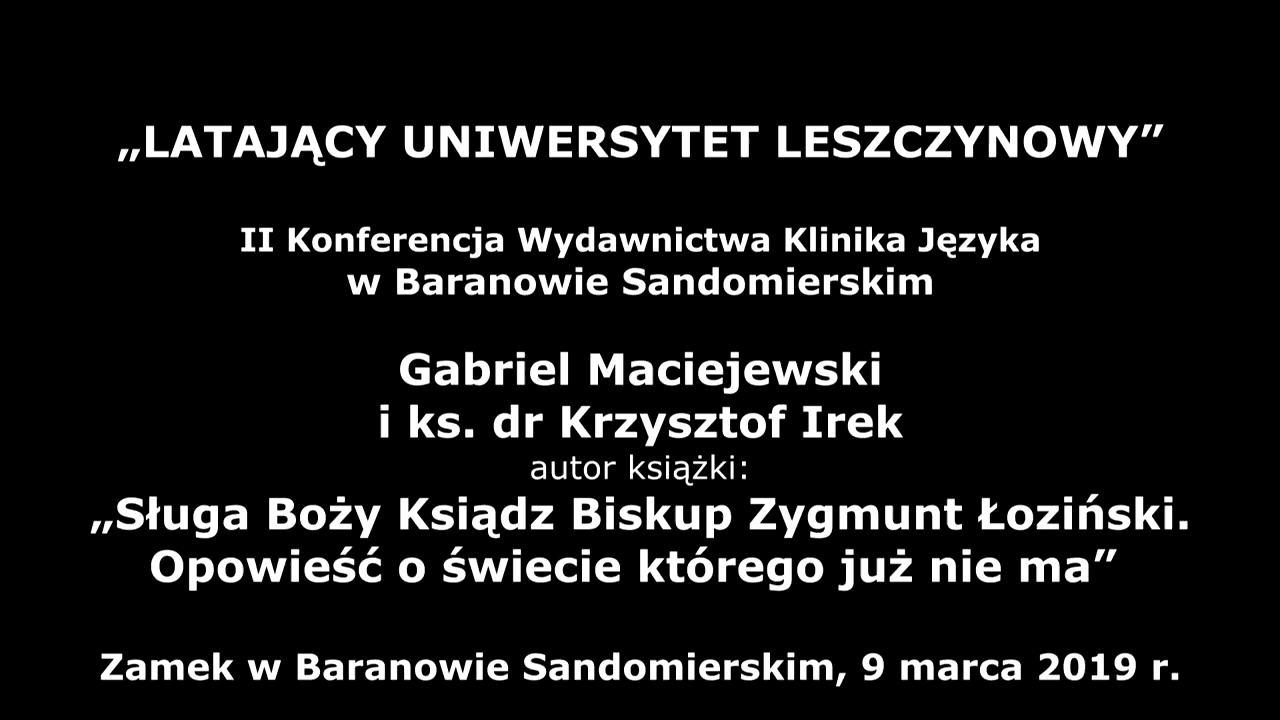 „LATAJĄCY UNIWERSYTET LESZCZYNOWY”
II Konferencja Wydawnictwa Klinika Języka
w Baranowie Sandomierskim
Gabriel Maciejewski
i ks. dr Krzysztof Irek
autor książki:
„Sługa Boży Ksiądz Biskup Zygmunt Łoziński.
Opowieść o świecie którego już nie ma”
Zamek w Baranowie Sandomierskim, 9 marca 2019 r.